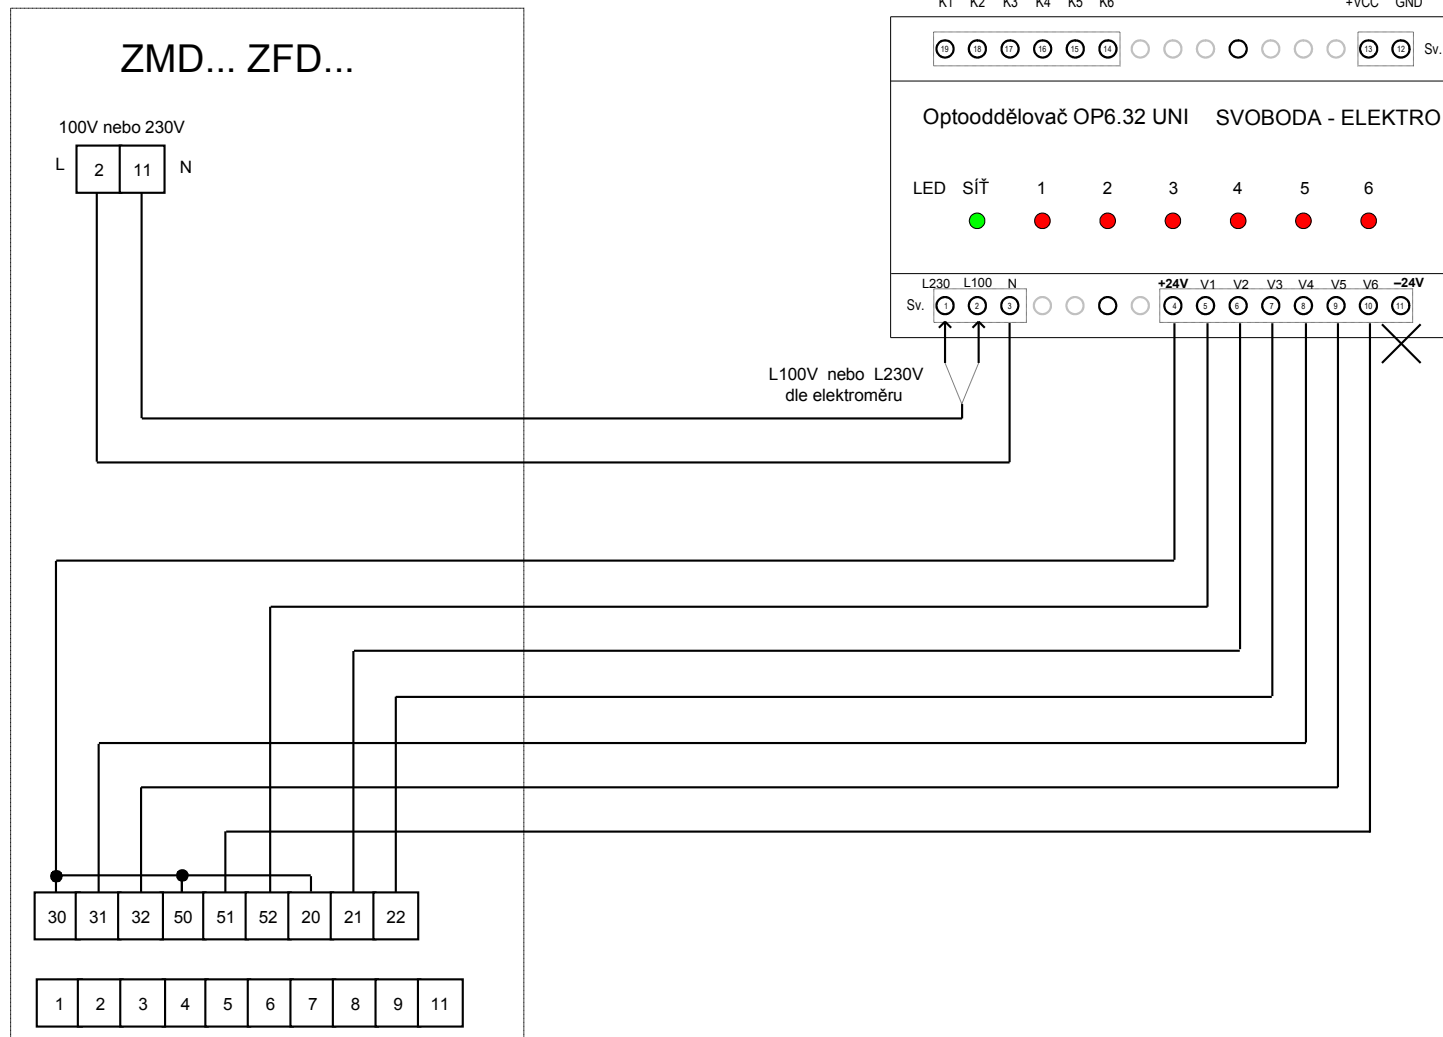 K1 K2 K3 K4 K5 K6 +VCC GND
19 18 17 16 15 14 13 12 Sv.
ZMD... ZFD...
Optooddělovač OP6.32 UNI SVOBODA - ELEKTRO
100V nebo 230V
L 2 11 N
LED SÍŤ 1 2 3 4 5 6
L230 L100 N +24V V1 V2 V3 V4 V5 V6 –24V
Sv. 1 2 3 4 5 6 7 8 9 10 11
L100V nebo L230V
dle elektroměru
30 31 32 50 51 52 20 21 22
1 2 3 4 5 6 7 8 9 11